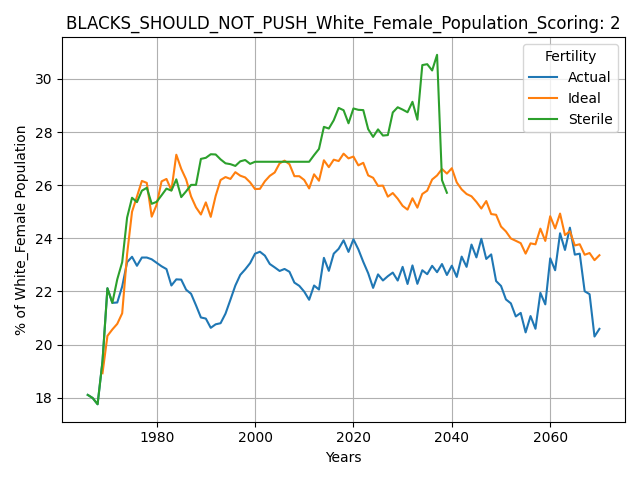 BLACKS_SHOULD_NOT_PUSH_White_Female_Population_Scoring: 2
Fertility
Actual
Ideal
Sterile
% of White_Female Population
30
28
26
24
22
20
18
1980
2000
2020
2040
2060
Years